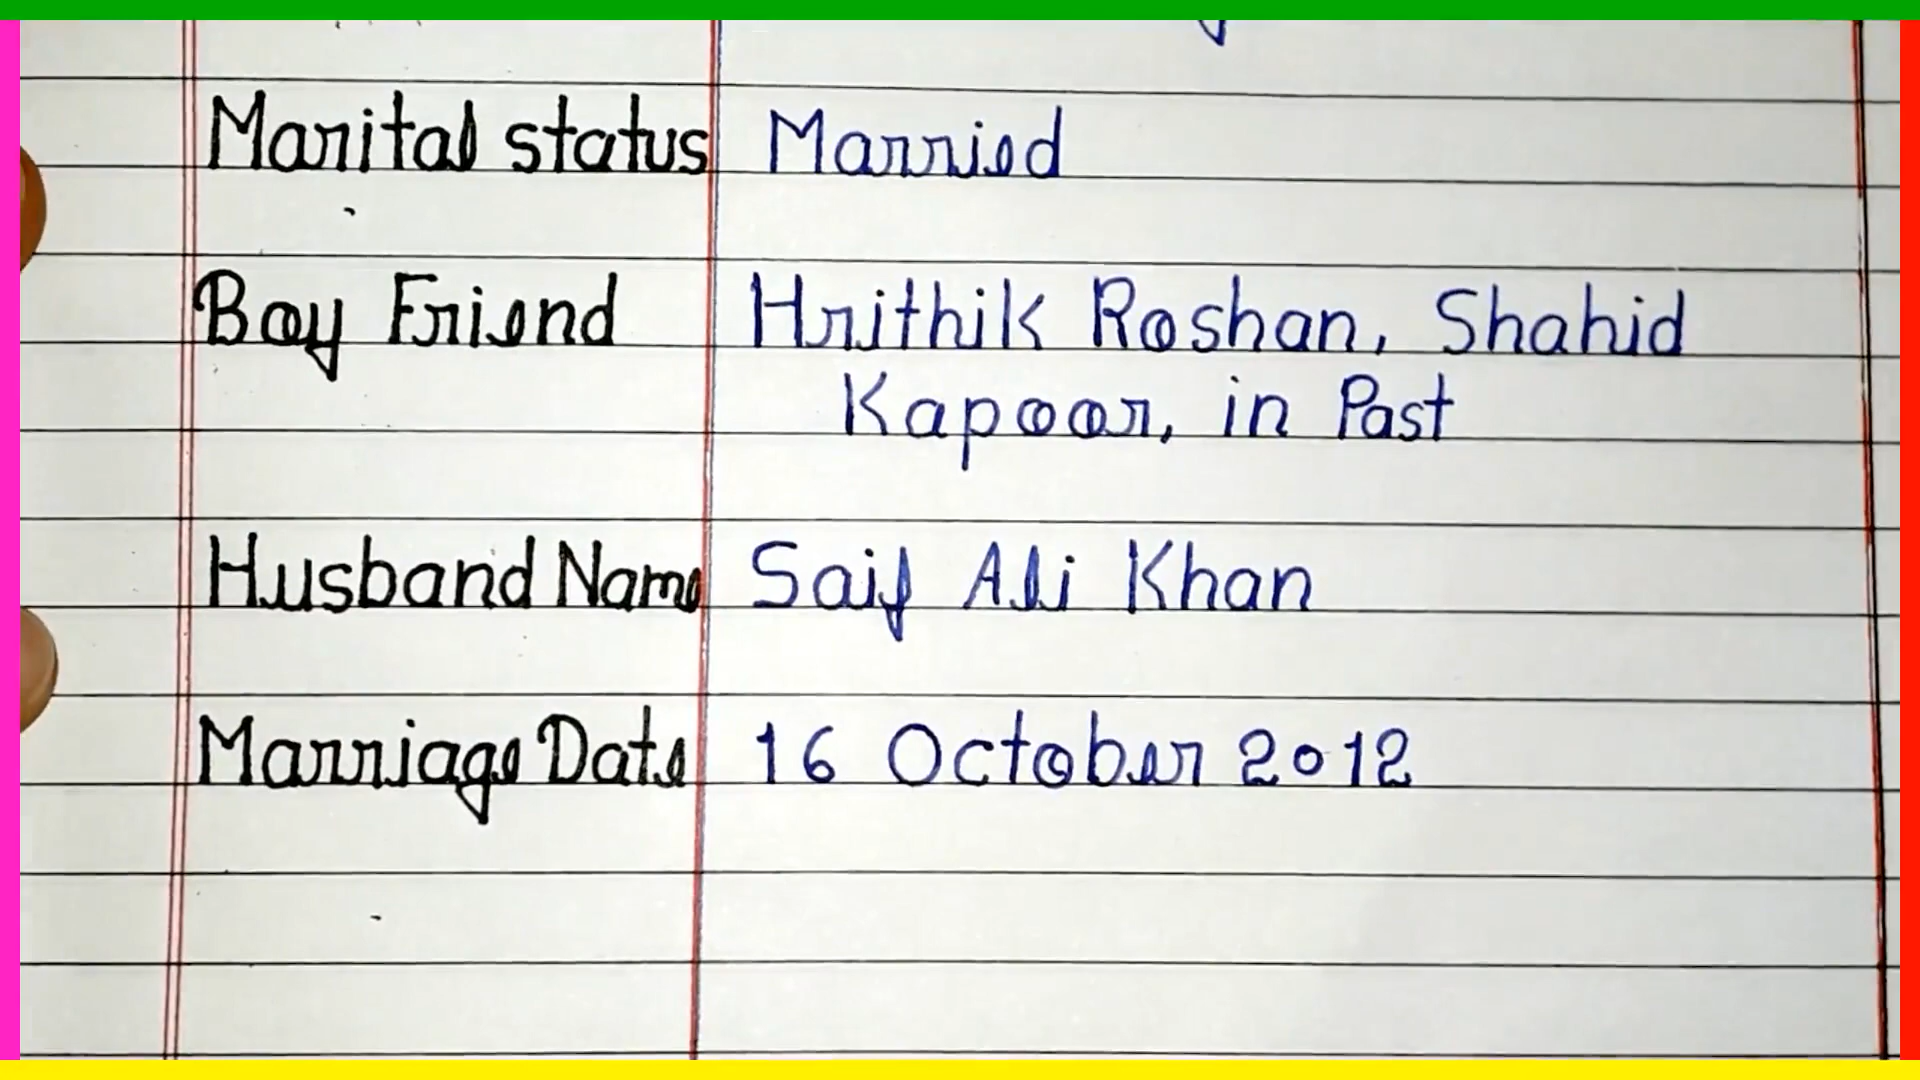 Marital status Married
Boy Friend Hrithik Roshan, Shahid
Kapoor, in Past
Husband Name Saif Ali Khan
Marriage Date 16 October 2012